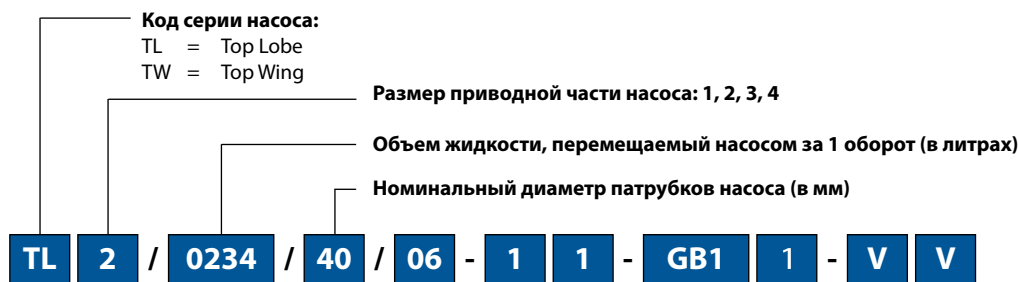 Код серии насоса:
TL = Top Lobe
TW = Top Wing
Размер приводной части насоса: 1, 2, 3, 4
Объем жидкости, перемещаемый насосом за 1 оборот (в литрах)
Номинальный диаметр патрубков насоса (в мм)
TL 2 / 0234 / 40 / 06 - 1 1 - GB1 1 - V V